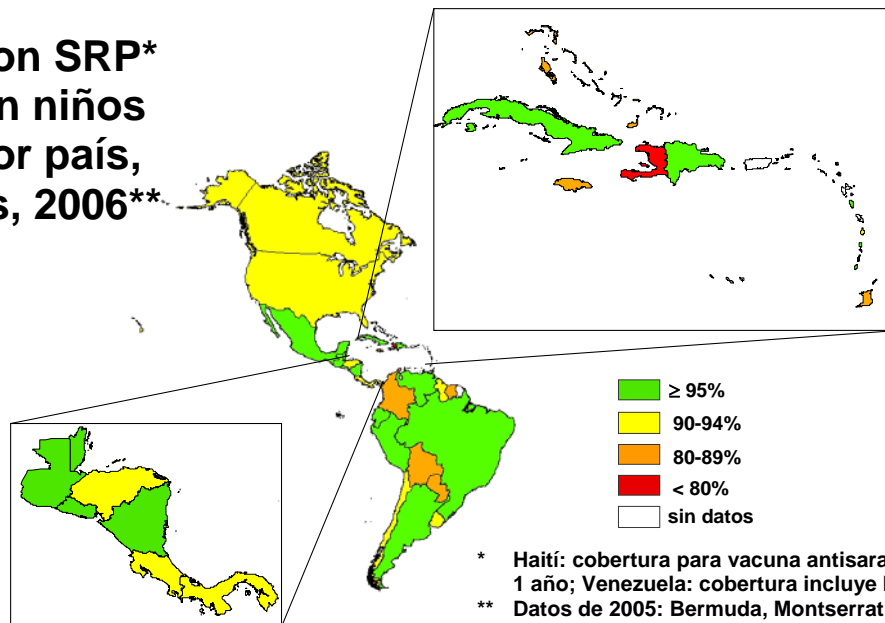 on SRP*
n niños
or país,
s, 2006**
≥ 95%
90-94%
80-89%
< 80%
sin datos
* Haití: cobertura para vacuna antisara
1 año; Venezuela: cobertura incluye
** Datos de 2005: Bermuda, Montserrat